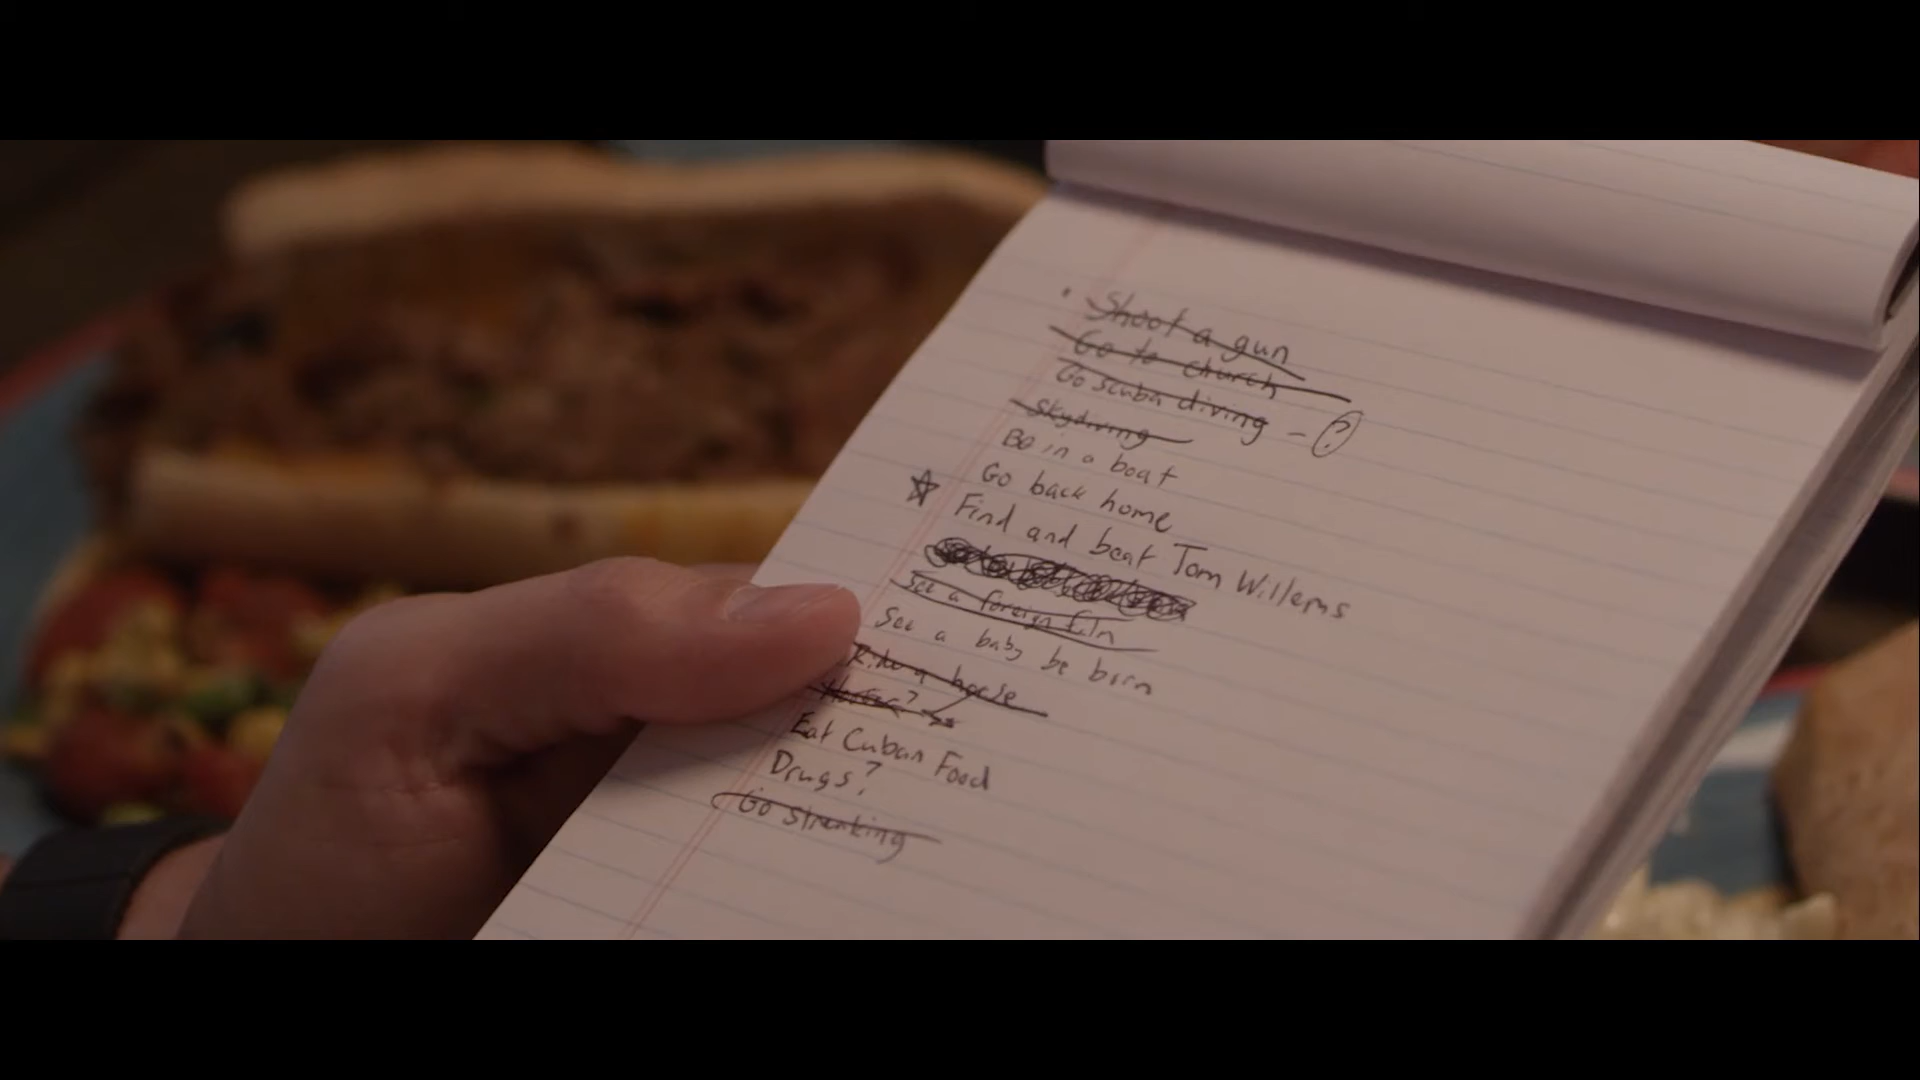 Shoot a gun
Go to church
Go scuba diving - ?
Skydiving
Be in a boat
Go back home
Find and beat Tom Willems
See a foreign film
See a baby be born
Ride a horse
Eat Cuban Food
Drugs?
Go streaking